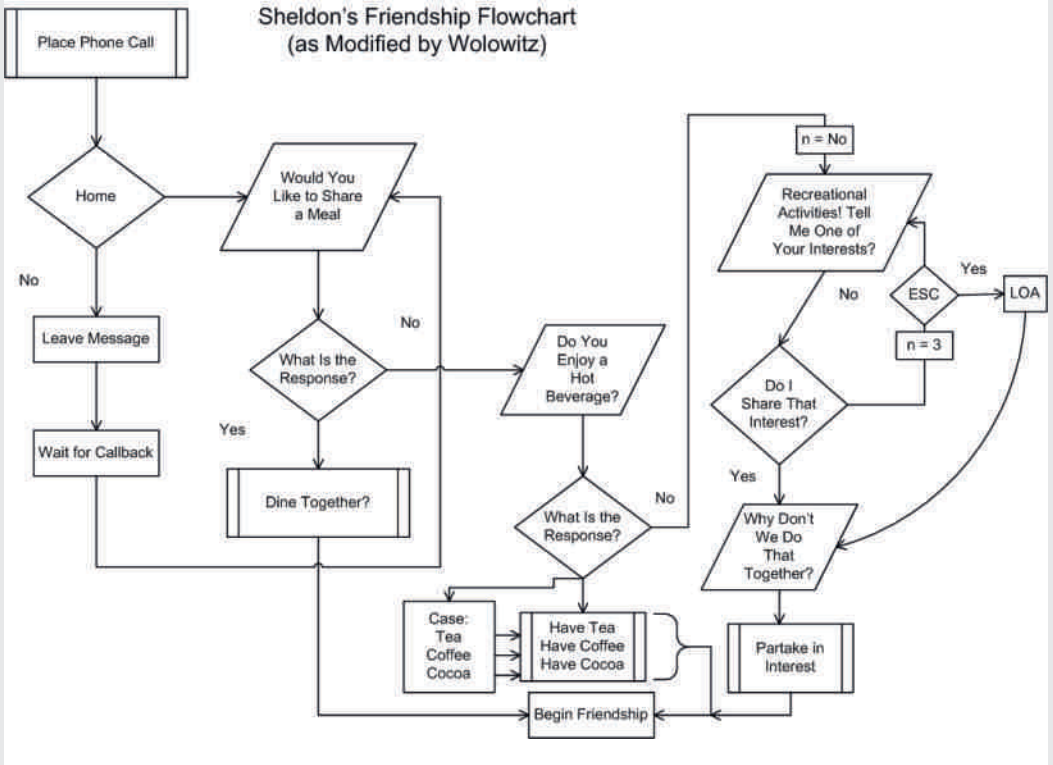 Sheldon's Friendship Flowchart
(as Modified by Wolowitz)
Place Phone Call
Home
No
Leave Message
Wait for Callback
Would You
Like to Share
a Meal
What Is the
Response?
No
Yes
Dine Together?
Do You
Enjoy a
Hot
Beverage?
What Is the
Response?
No
Case:
Tea
Coffee
Cocoa
Have Tea
Have Coffee
Have Cocoa
Begin Friendship
n = No
Recreational
Activities! Tell
Me One of
Your Interests?
No
ESC
Yes
LOA
n = 3
Do I
Share That
Interest?
Yes
Why Don't
We Do
That
Together?
Partake in
Interest